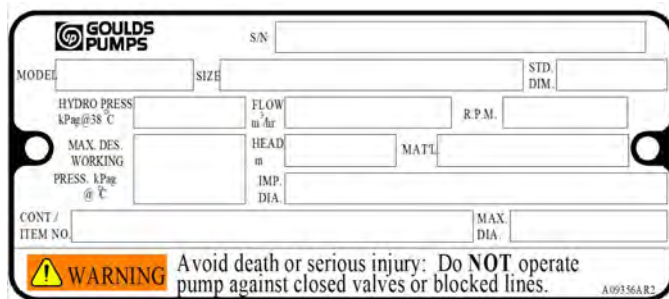 GOULDS
PUMPS
S/N
MODEL SIZE STD.
DIM.
HYDRO PRESS FLOW R.P.M.
kPag@38 °C m³/hr
MAX. DES. HEAD MAT'L
WORKING m
PRESS. kPag IMP.
@ °C DIA.
CONT / MAX.
ITEM NO. DIA
WARNING Avoid death or serious injury: Do NOT operate
pump against closed valves or blocked lines.
A09356AR2